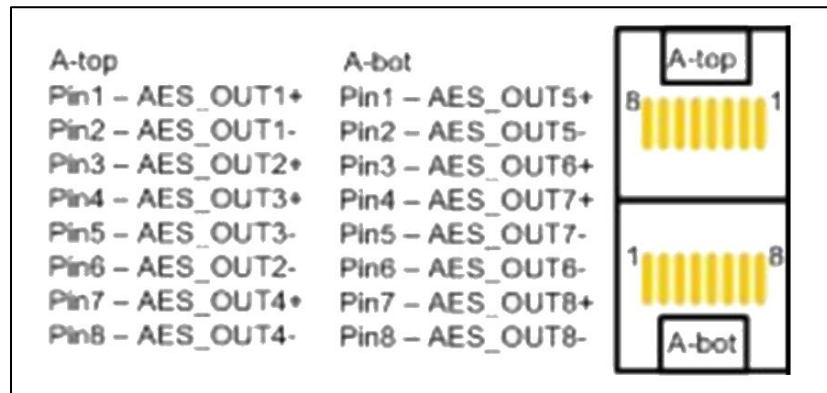 A-top
Pin1 – AES_OUT1+
Pin2 – AES_OUT1-
Pin3 – AES_OUT2+
Pin4 – AES_OUT3+
Pin5 – AES_OUT3-
Pin6 – AES_OUT2-
Pin7 – AES_OUT4+
Pin8 – AES_OUT4-
A-bot
Pin1 – AES_OUT5+
Pin2 – AES_OUT5-
Pin3 – AES_OUT6+
Pin4 – AES_OUT7+
Pin5 – AES_OUT7-
Pin6 – AES_OUT6-
Pin7 – AES_OUT8+
Pin8 – AES_OUT8-
A-top
8 1
1 8
A-bot